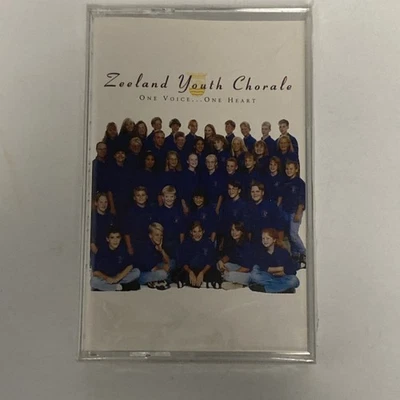 Zeeland Youth Chorale
One Voice...One Heart